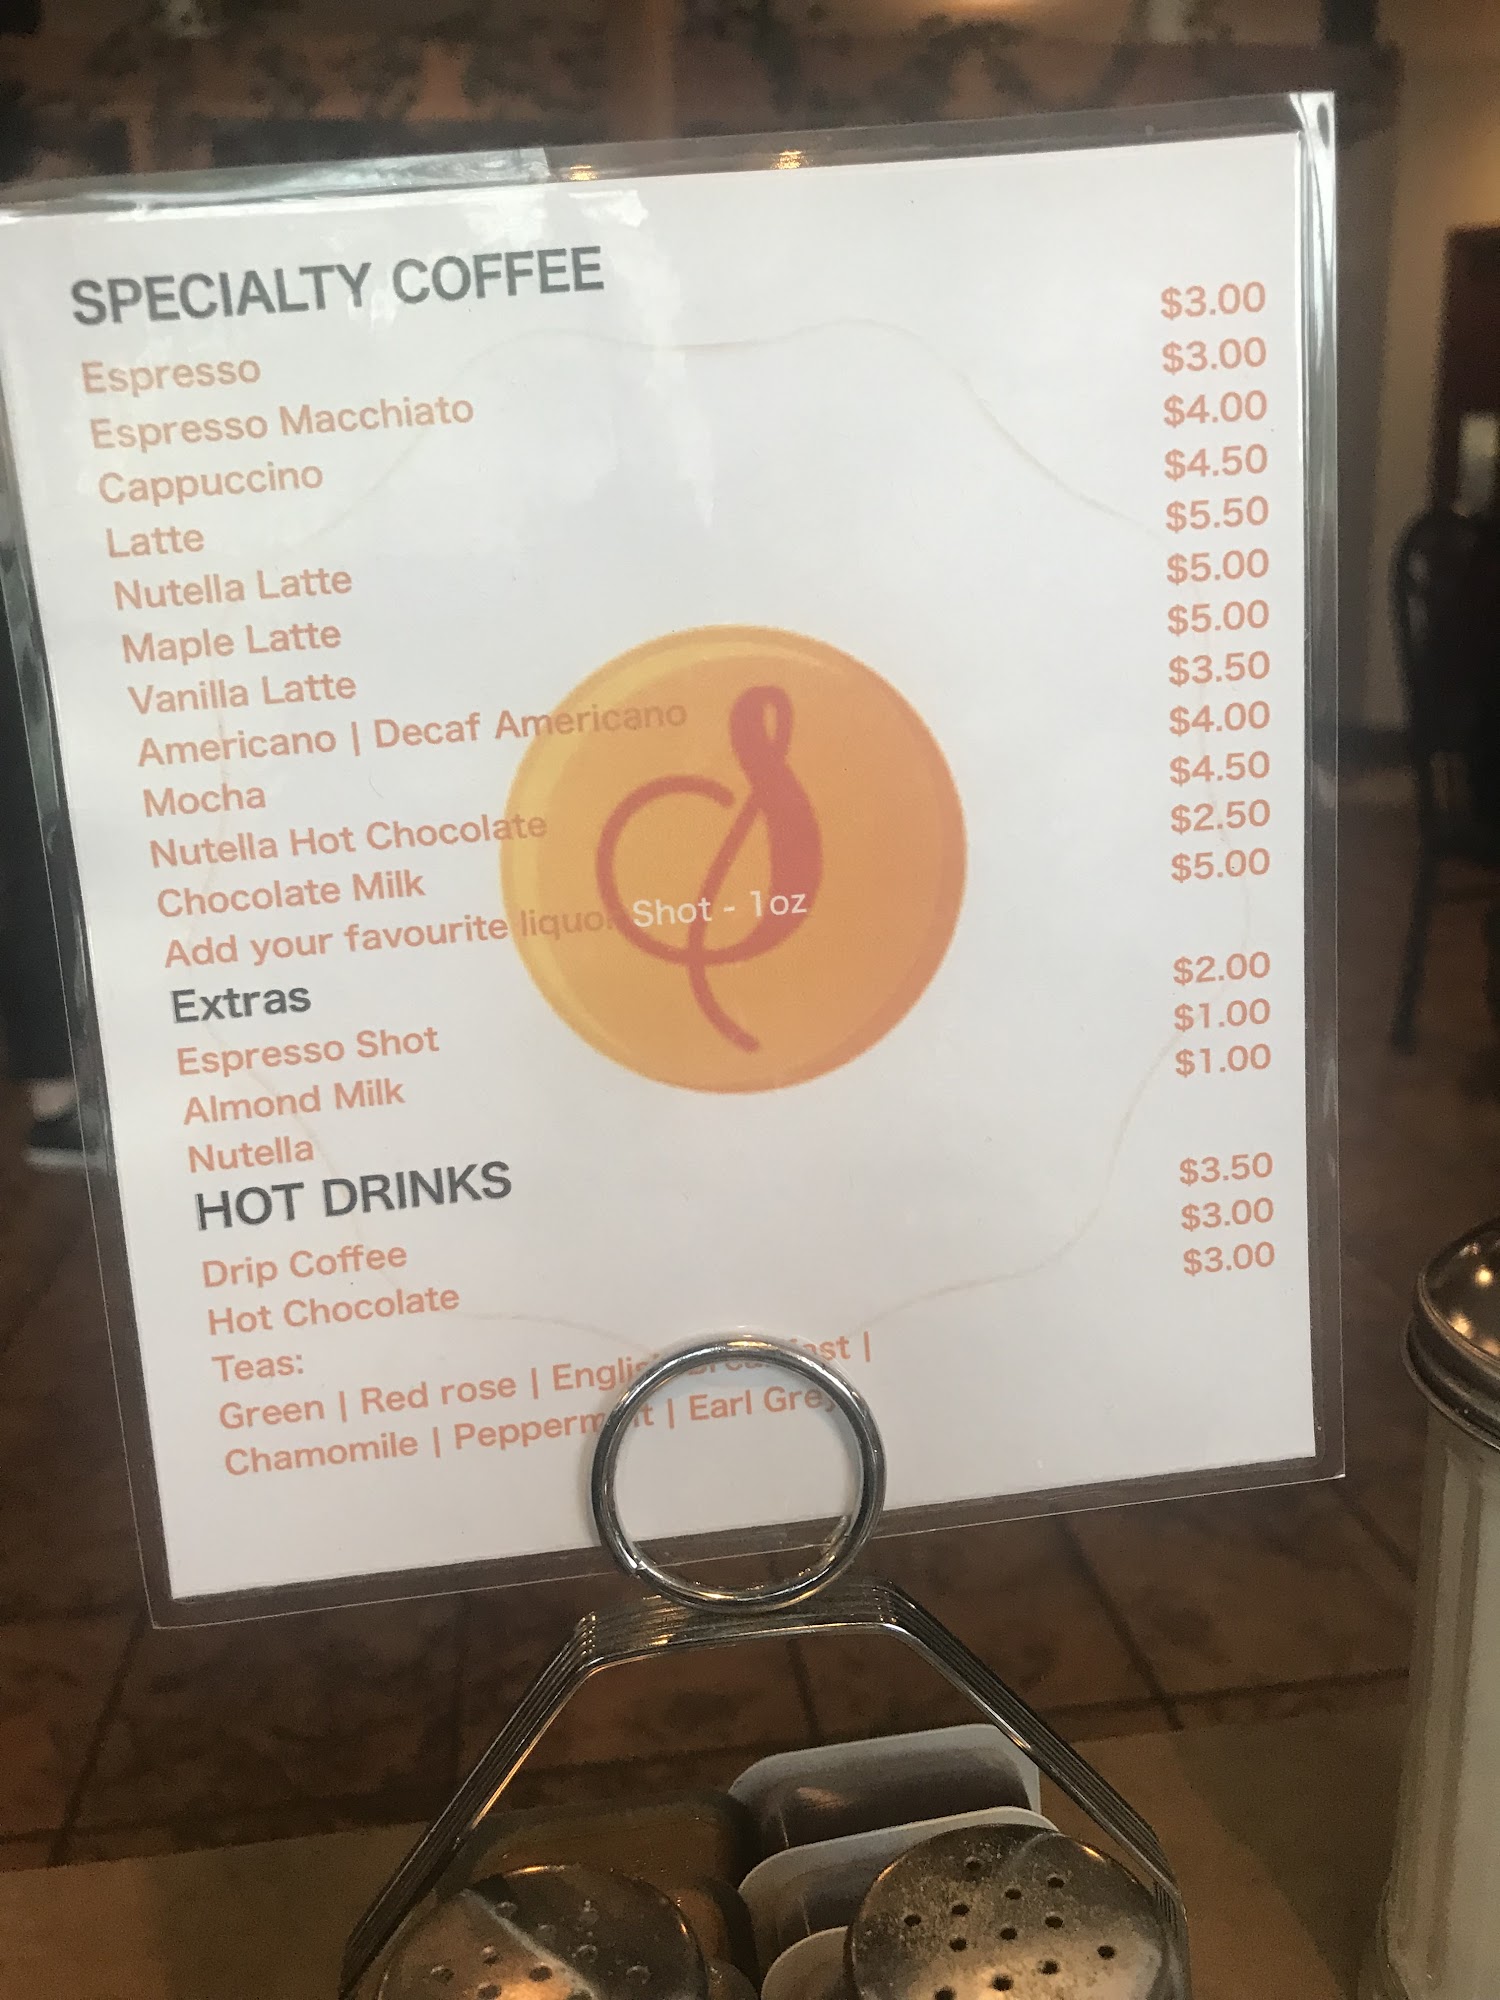 SPECIALTY COFFEE
Espresso $3.00
Espresso Macchiato $3.00
Cappuccino $4.00
Latte $4.50
Nutella Latte $5.50
Maple Latte $5.00
Vanilla Latte $5.00
Americano | Decaf Americano $3.50
Mocha $4.00
Nutella Hot Chocolate $4.50
Chocolate Milk $2.50
Add your favourite liquor Shot - 1oz $5.00
Extras
Espresso Shot $2.00
Almond Milk $1.00
Nutella $1.00
HOT DRINKS
Drip Coffee $3.50
Hot Chocolate $3.00
Teas: $3.00
Green | Red rose | English Breakfast |
Chamomile | Peppermint | Earl Grey